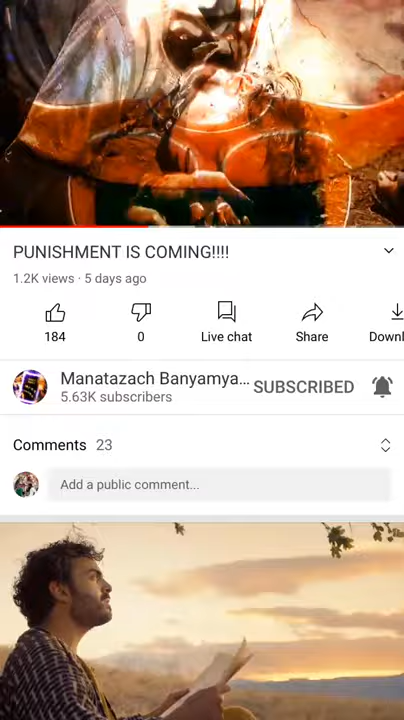 PUNISHMENT IS COMING!!!!
1.2K views · 5 days ago
184
0
Live chat
Share
Downl
Manatazach Banyamya...
SUBSCRIBED
5.63K subscribers
Comments 23
Add a public comment...